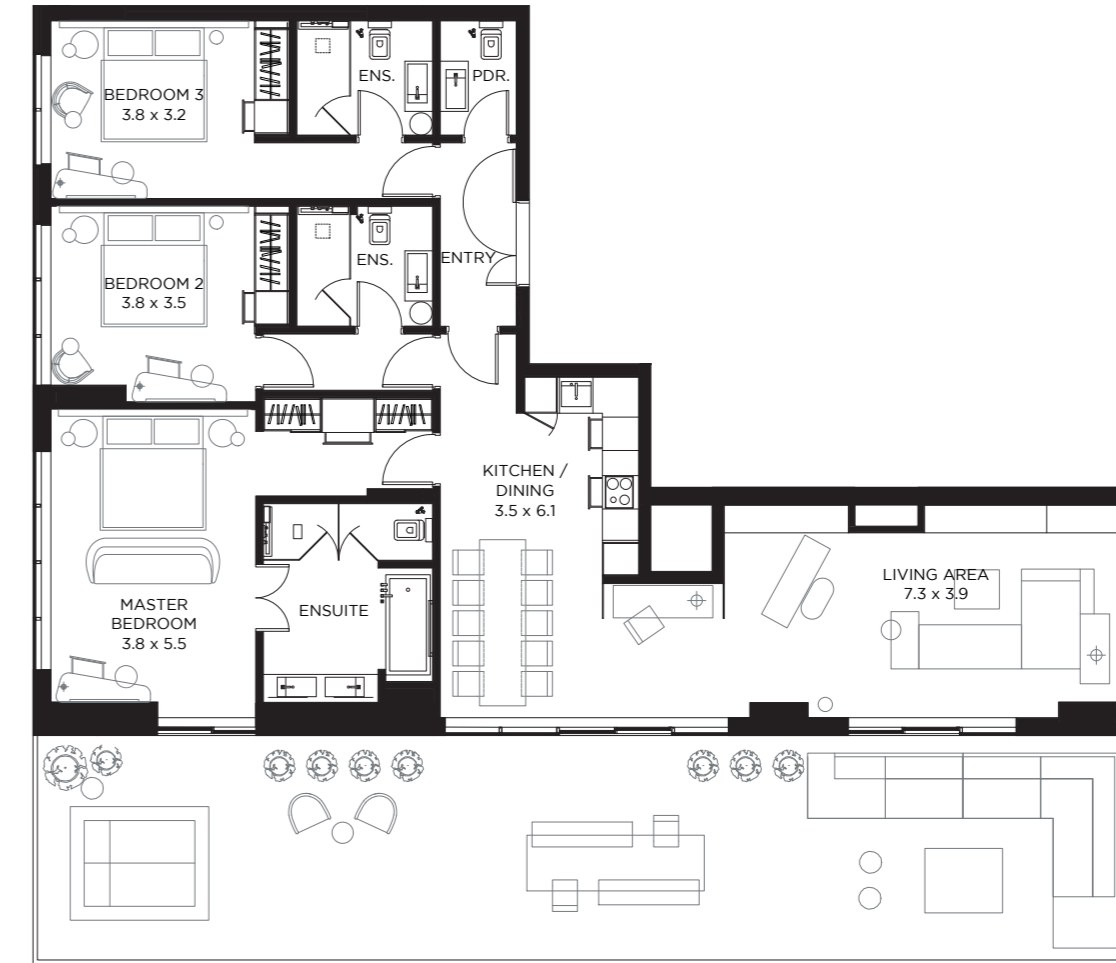 ENS.
PDR.
BEDROOM 3
3.8 x 3.2
ENS.
ENTRY
BEDROOM 2
3.8 x 3.5
KITCHEN /
DINING
3.5 x 6.1
LIVING AREA
7.3 x 3.9
MASTER
BEDROOM
3.8 x 5.5
ENSUITE